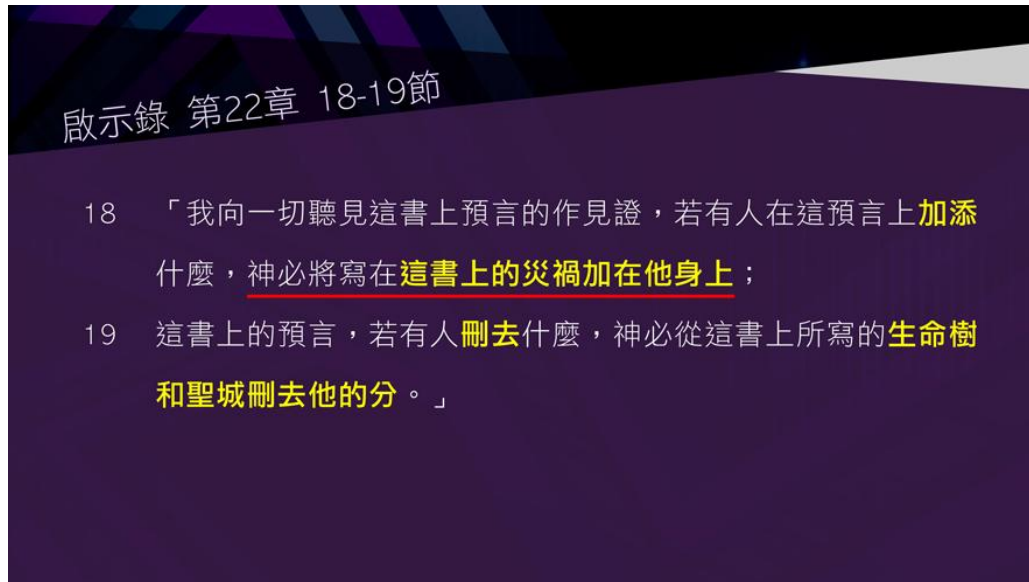 啟示錄 第22章 18-19節
18 「我向一切聽見這書上預言的作見證，若有人在這預言上加添
什麼，神必將寫在這書上的災禍加在他身上；
19 這書上的預言，若有人刪去什麼，神必從這書上所寫的生命樹
和聖城刪去他的分。」